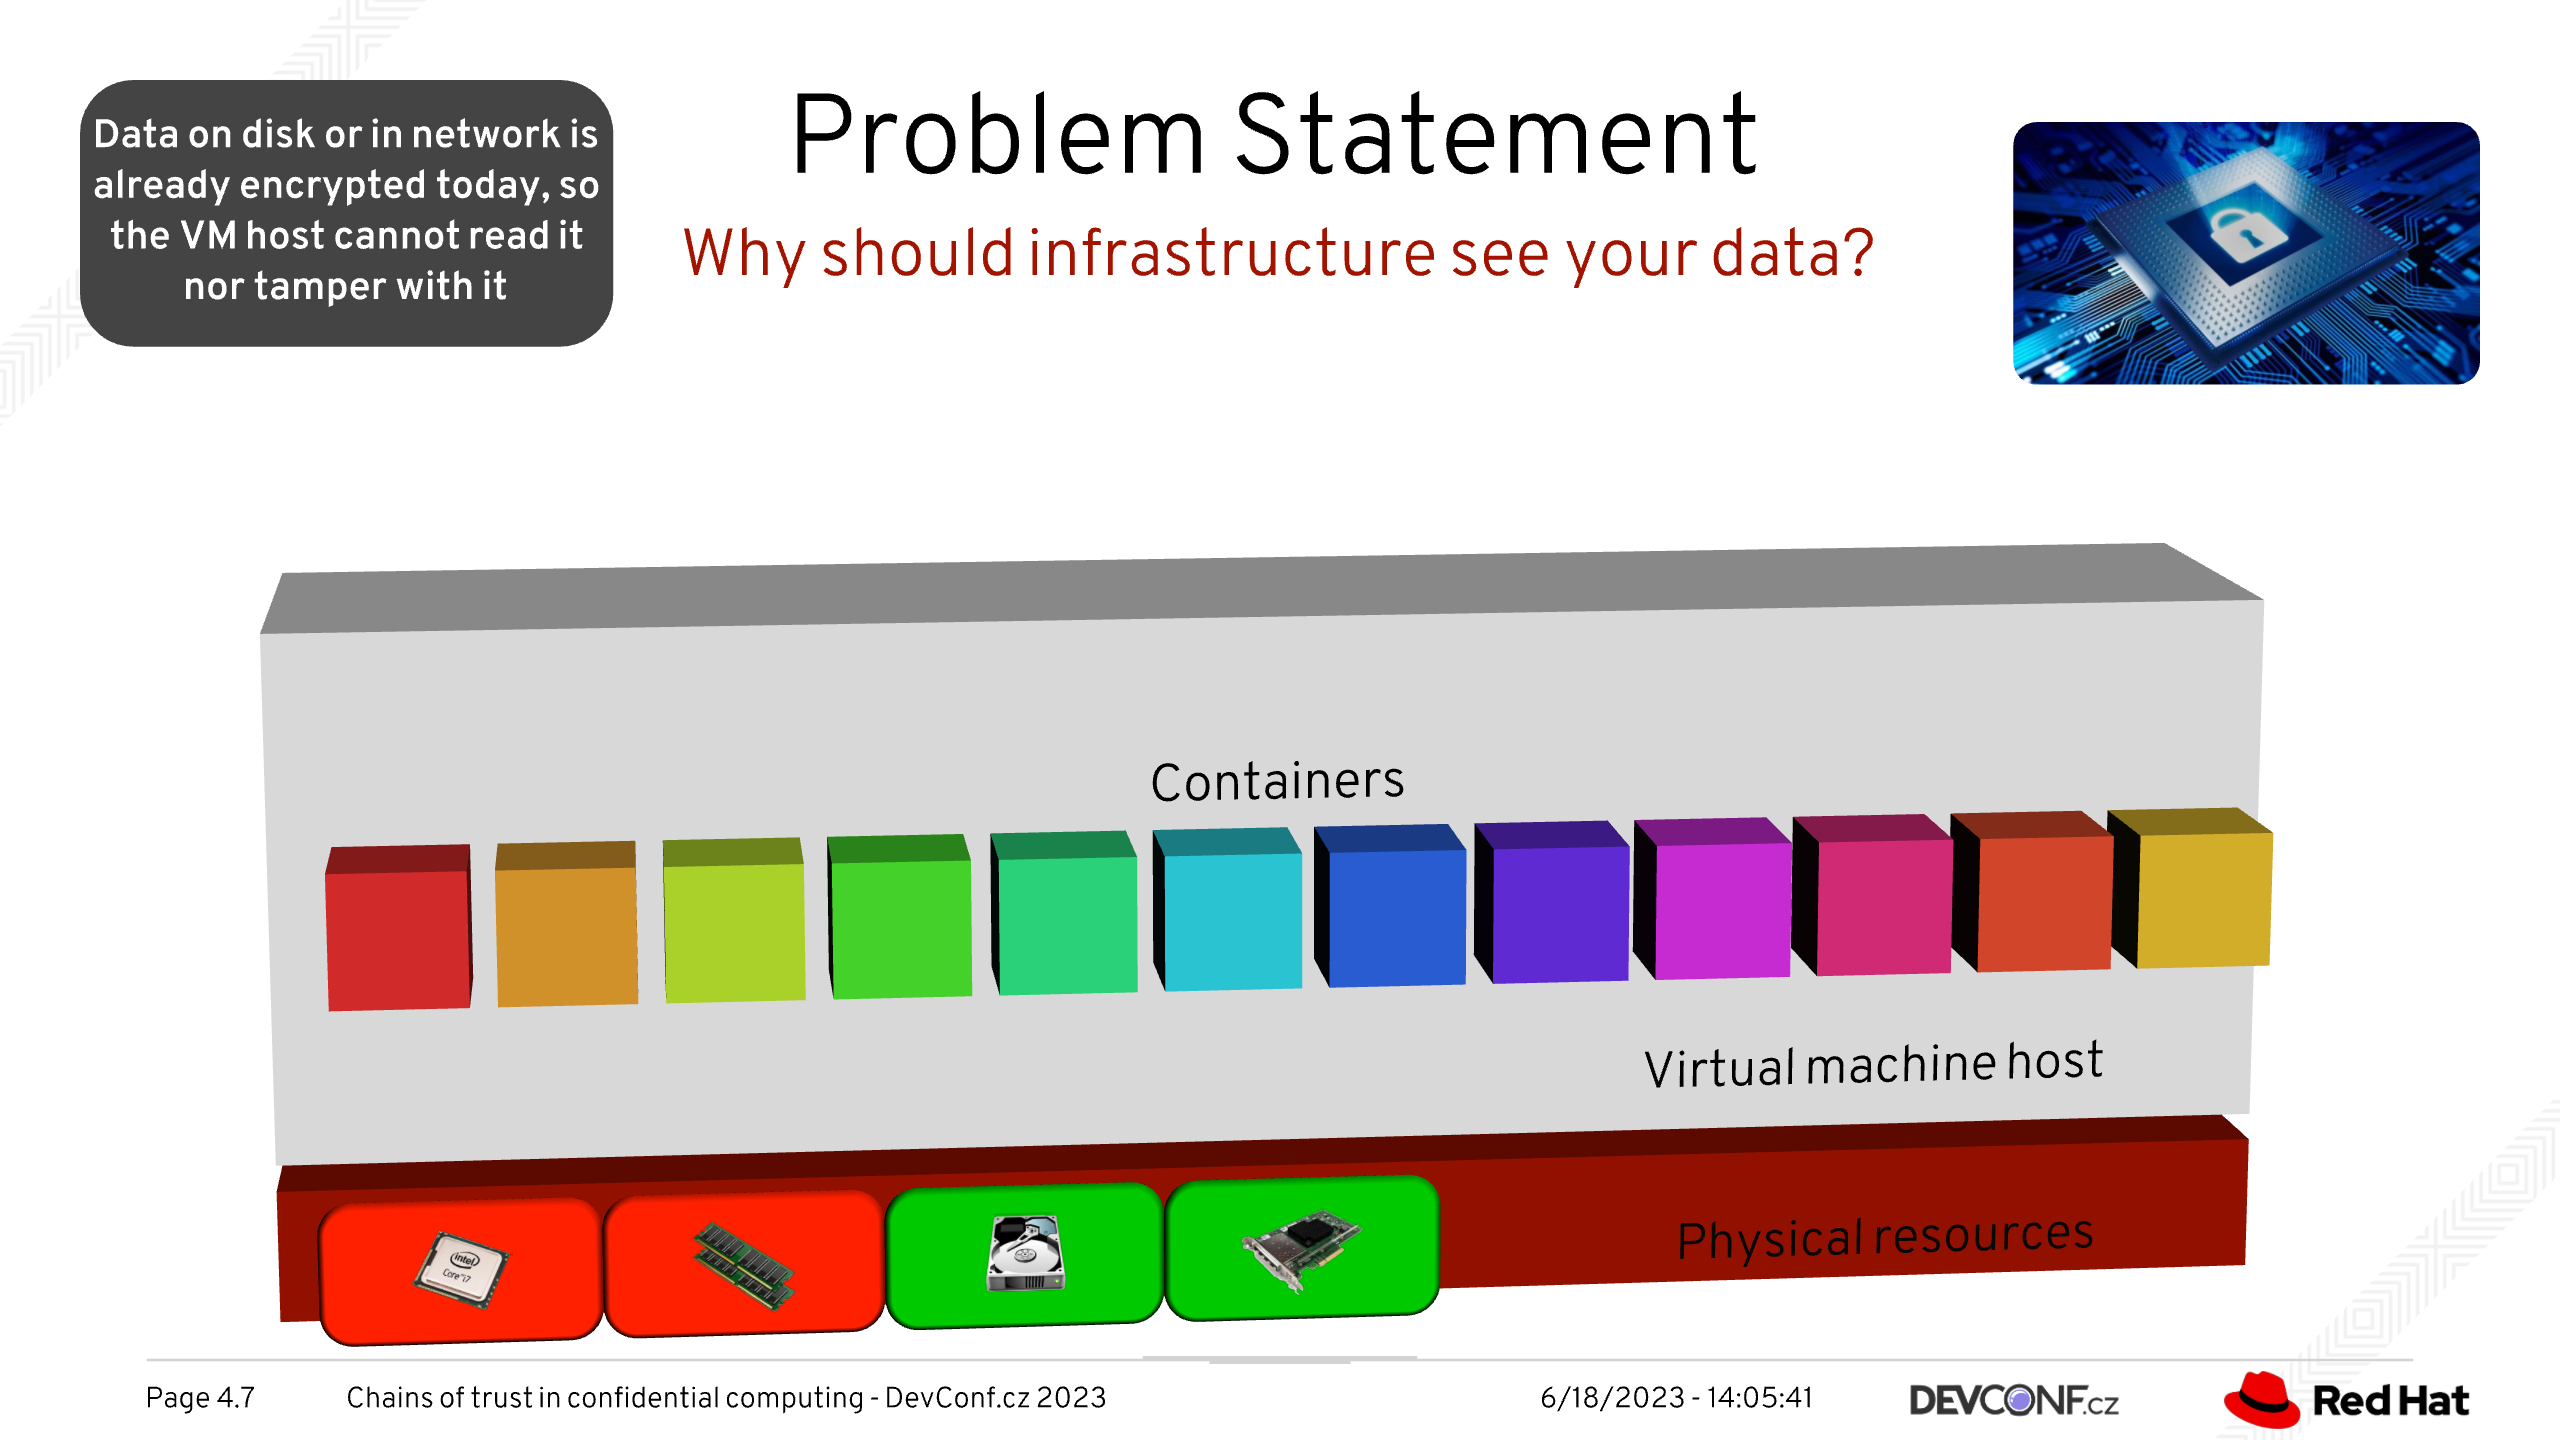 Data on disk or in network is
already encrypted today, so
the VM host cannot read it
nor tamper with it
Problem Statement
Why should infrastructure see your data?
Containers
Virtual machine host
Physical resources
intel
Core i7
Page 4.7
Chains of trust in confidential computing - DevConf.cz 2023
6/18/2023 - 14:05:41
DEVCONF.cz
Red Hat